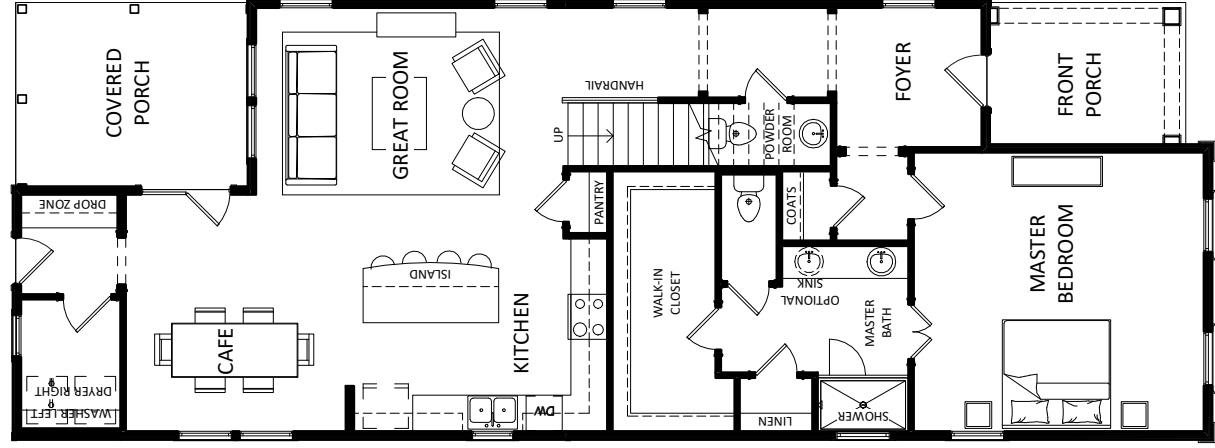 COVERED
PORCH
GREAT ROOM
HANDRAIL
UP
POWDER
ROOM
FOYER
FRONT
PORCH
DROP ZONE
PANTRY
COATS
ISLAND
WALK-IN
CLOSET
OPTIONAL
SINK
MASTER
BATH
MASTER
BEDROOM
CAFE
KITCHEN
WASHER LEFT
DRYER RIGHT
DW
LINEN
SHOWER